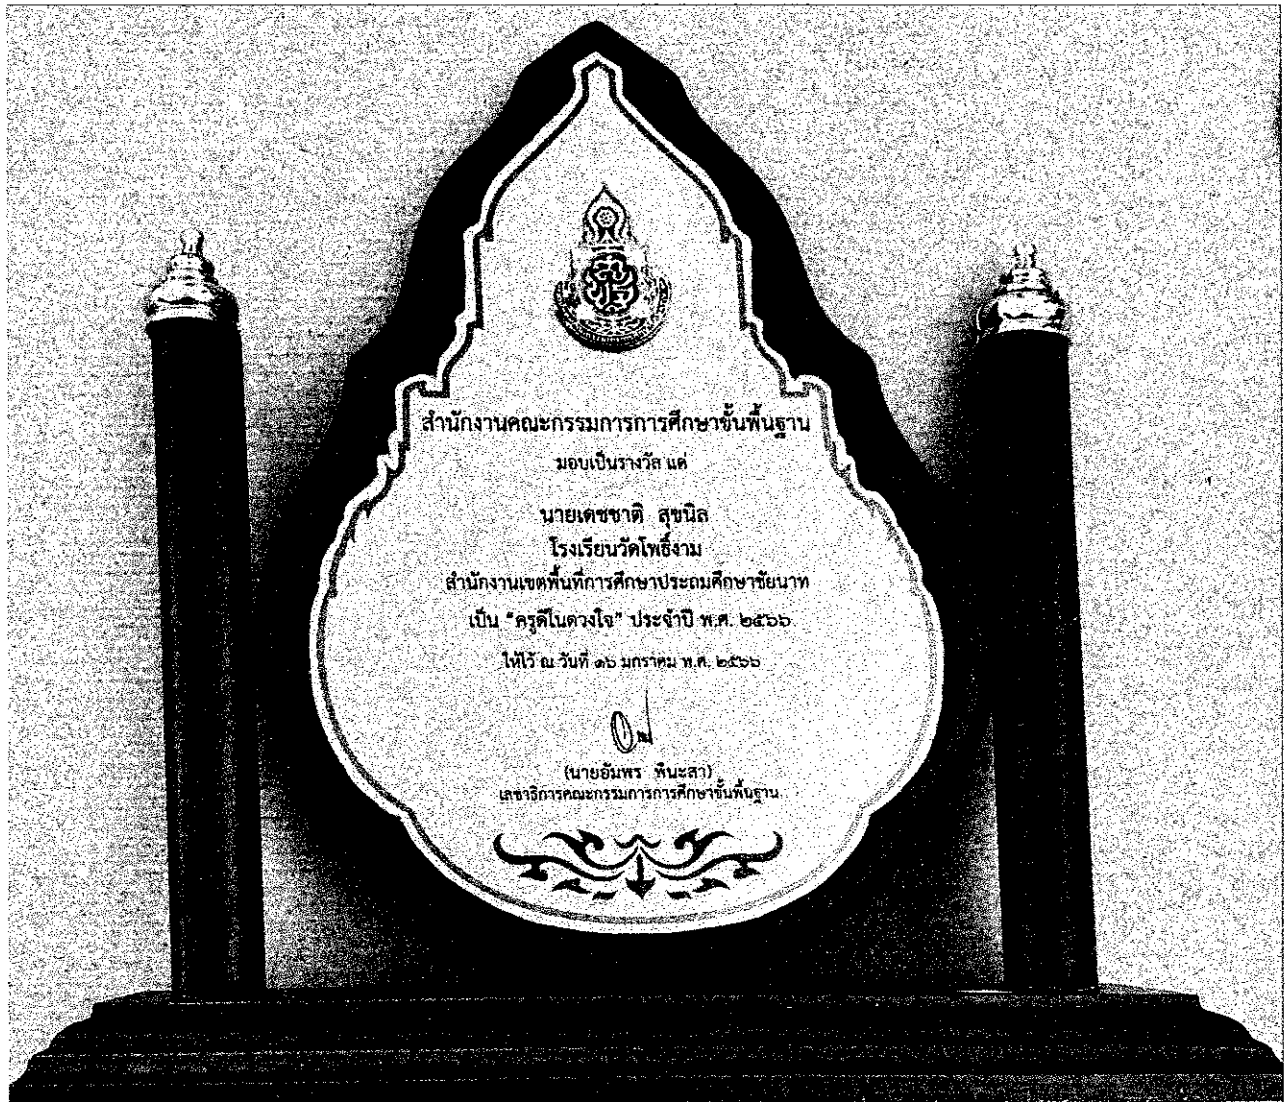 สำนักงานคณะกรรมการการศึกษาขั้นพื้นฐาน
มอบเป็นรางวัล แด่
นายเดชชาติ สุขนิล
โรงเรียนวัดโพธิ์งาม
สำนักงานเขตพื้นที่การศึกษาประถมศึกษาชัยนาท
เป็น "ครูดีในดวงใจ" ประจำปี พ.ศ. ๒๕๖๖
ให้ไว้ ณ วันที่ ๑๖ มกราคม พ.ศ. ๒๕๖๖
(นายอัมพร พินะสา)
เลขาธิการคณะกรรมการการศึกษาขั้นพื้นฐาน